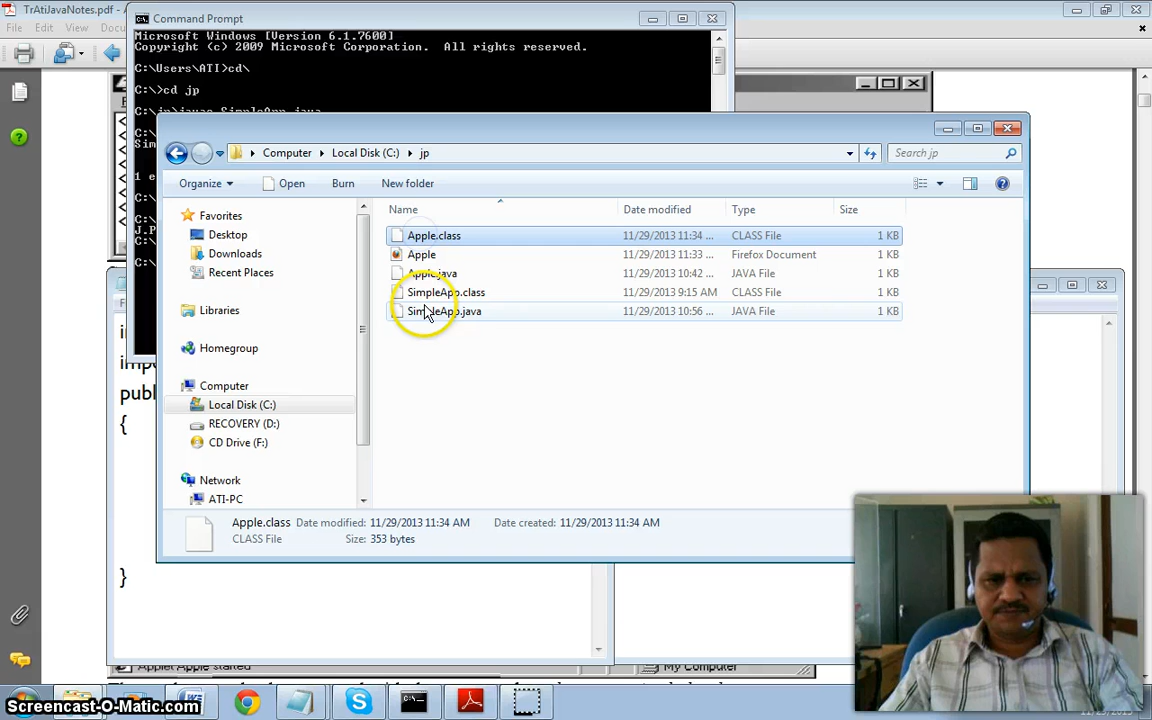 TrAtiJavaNotes.pdf -
File Edit View Docu
Command Prompt
Microsoft Windows [Version 6.1.7600]
Copyright (c) 2009 Microsoft Corporation. All rights reserved.
C:\Users\ATI>cd\
C:\>cd jp
C:\jp>javac SimpleApp.java
Computer Local Disk (C:) jp
Search jp
Organize Open Burn New folder
Name Date modified Type Size
Apple.class 11/29/2013 11:34 ... CLASS File 1 KB
Apple 11/29/2013 11:33 ... Firefox Document 1 KB
Apple.java 11/29/2013 10:42 ... JAVA File 1 KB
SimpleApp.class 11/29/2013 9:15 AM CLASS File 1 KB
SimpleApp.java 11/29/2013 10:56 ... JAVA File 1 KB
Favorites
Desktop
Downloads
Recent Places
Libraries
Homegroup
Computer
Local Disk (C:)
RECOVERY (D:)
CD Drive (F:)
Network
ATI-PC
Apple.class Date modified: 11/29/2013 11:34 AM Date created: 11/29/2013 11:34 AM
CLASS File Size: 353 bytes
1 e
J.P
publ
{
}
Applet Apple started
My Computer
Screencast-O-Matic.com